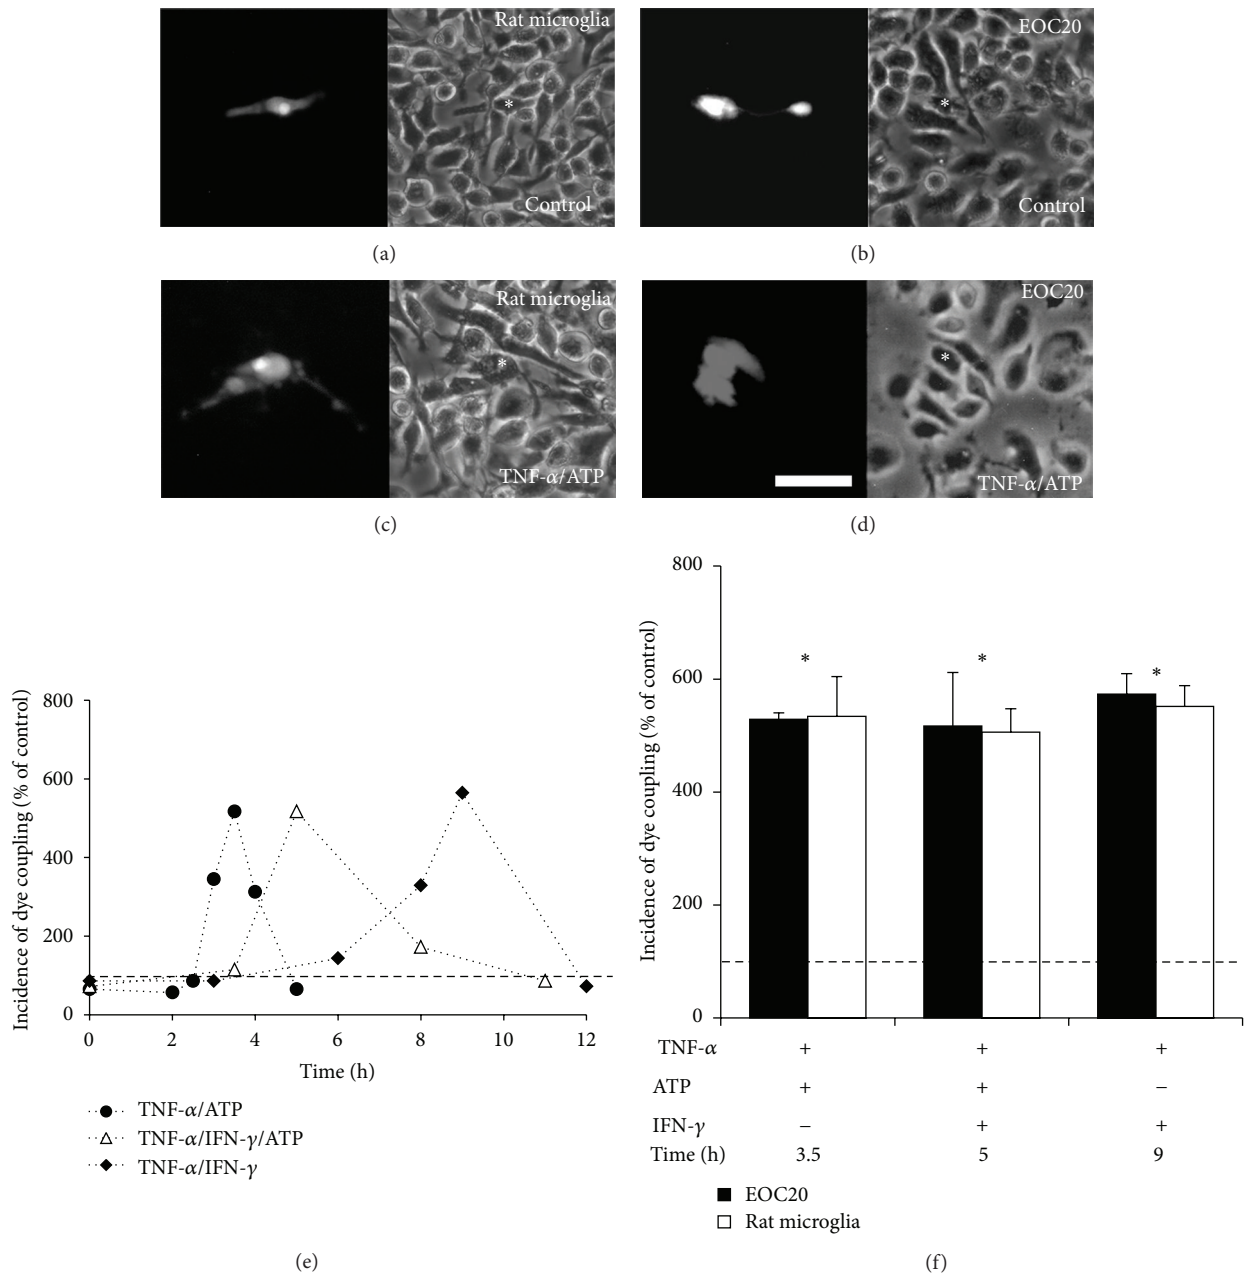 Rat microglia
*
Control
(a)
EOC20
*
Control
(b)
Rat microglia
*
TNF-α/ATP
(c)
EOC20
*
TNF-α/ATP
(d)
Incidence of dye coupling (% of control)
800
600
400
200
0
0 2 4 6 8 10 12
Time (h)
TNF-α/ATP
TNF-α/IFN-γ/ATP
TNF-α/IFN-γ
(e)
Incidence of dye coupling (% of control)
800
600
400
200
0
* * *
TNF-α + + +
ATP + + −
IFN-γ − + +
Time (h) 3.5 5 9
EOC20
Rat microglia
(f)